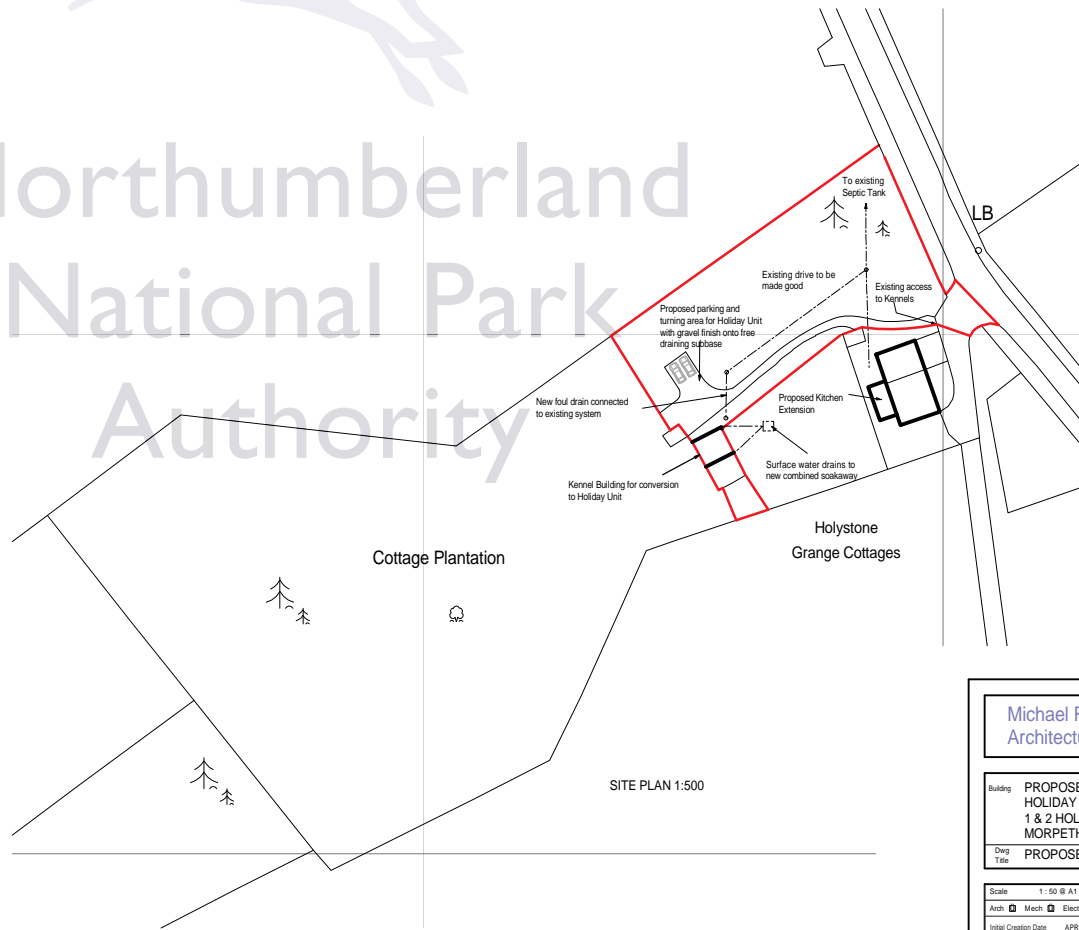 Northumberland
National Park
Authority
To existing
Septic Tank
LB
Existing drive to be
made good
Existing access
to Kennels
Proposed parking and
turning area for Holiday Unit
with gravel finish onto free
draining subbase
New foul drain connected
to existing system
Proposed Kitchen
Extension
Kennel Building for conversion
to Holiday Unit
Surface water drains to
new combined soakaway
Holystone
Grange Cottages
Cottage Plantation
SITE PLAN 1:500
Michael
Architectu
Building PROPOSE
HOLIDAY
1 & 2 HOL
MORPETH
Dwg
Title PROPOSE
Scale 1 : 50 @ A1
Arch Mech Elect
Initial Creation Date APR